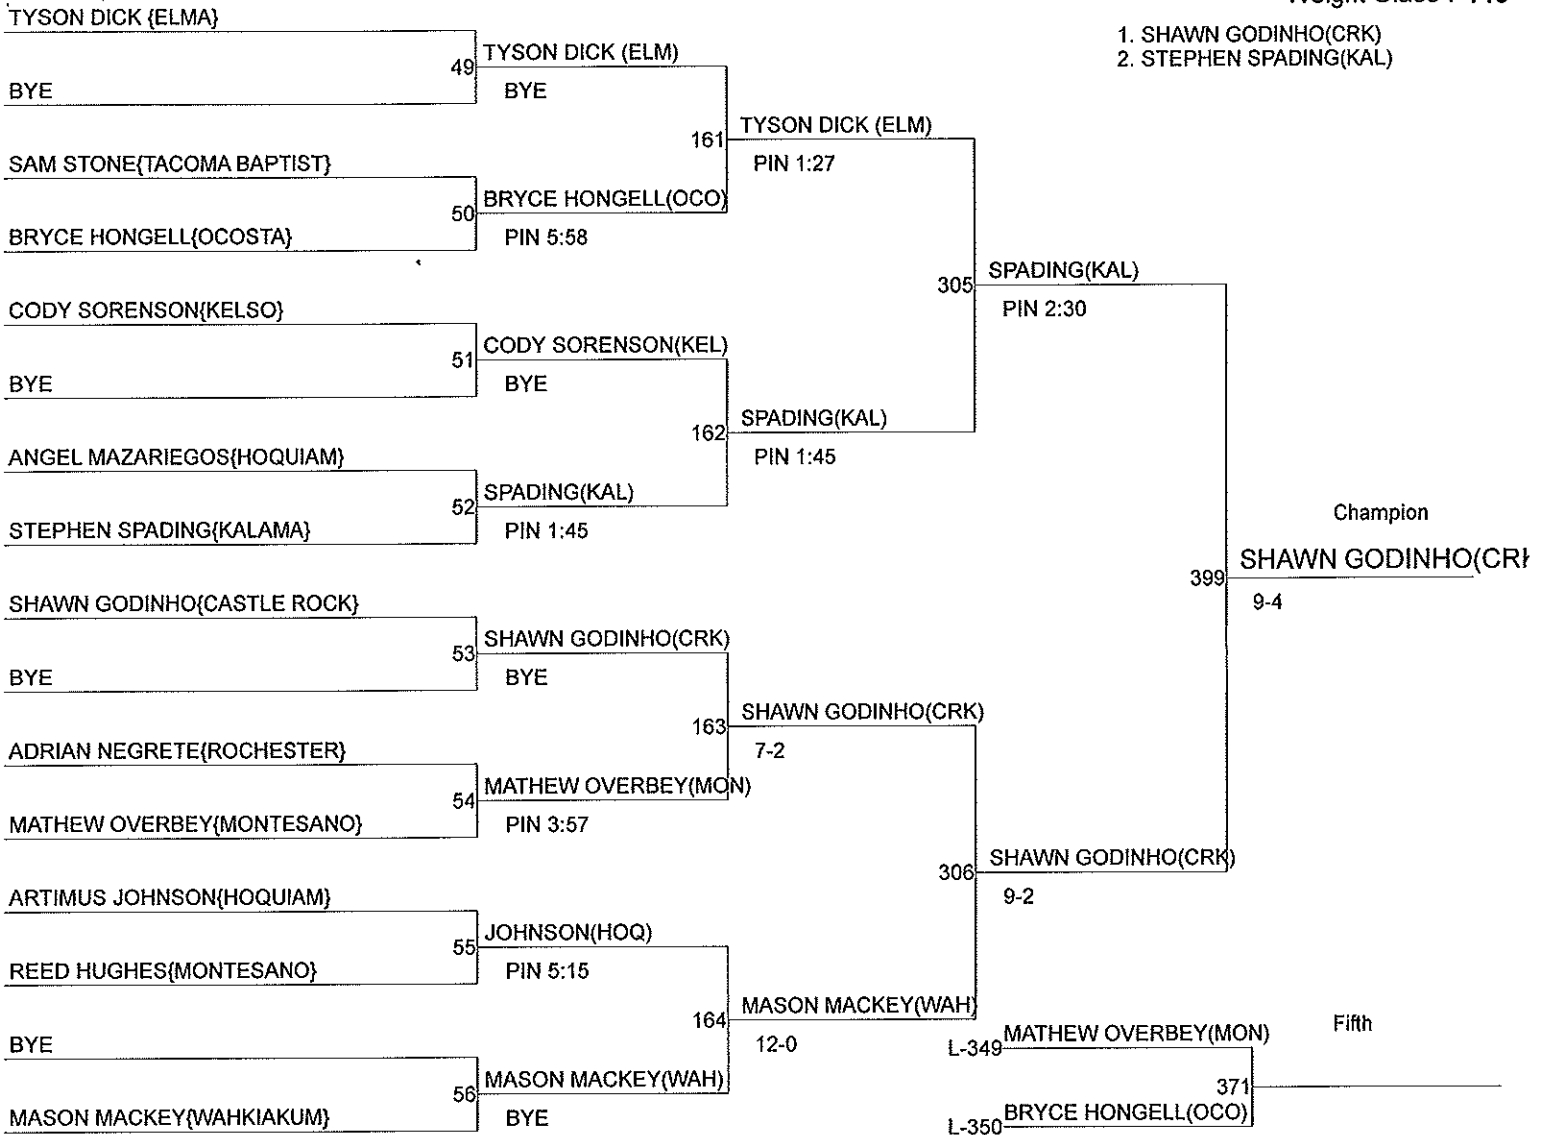 TYSON DICK {ELMA}
BYE
SAM STONE{TACOMA BAPTIST}
BRYCE HONGELL{OCOSTA}
CODY SORENSON{KELSO}
BYE
ANGEL MAZARIEGOS{HOQUIAM}
STEPHEN SPADING{KALAMA}
SHAWN GODINHO{CASTLE ROCK}
BYE
ADRIAN NEGRETE{ROCHESTER}
MATHEW OVERBEY{MONTESANO}
ARTIMUS JOHNSON{HOQUIAM}
REED HUGHES{MONTESANO}
BYE
MASON MACKEY{WAHKIAKUM}
49
TYSON DICK (ELM)
BYE
50
BRYCE HONGELL(OCO)
PIN 5:58
51
CODY SORENSON(KEL)
BYE
52
SPADING(KAL)
PIN 1:45
53
SHAWN GODINHO(CRK)
BYE
54
MATHEW OVERBEY(MON)
PIN 3:57
55
JOHNSON(HOQ)
PIN 5:15
56
MASON MACKEY(WAH)
BYE
161
TYSON DICK (ELM)
PIN 1:27
162
SPADING(KAL)
PIN 1:45
163
SHAWN GODINHO(CRK)
7-2
164
MASON MACKEY(WAH)
12-0
305
SPADING(KAL)
PIN 2:30
306
SHAWN GODINHO(CRK)
9-2
1. SHAWN GODINHO(CRK)
2. STEPHEN SPADING(KAL)
Champion
399
SHAWN GODINHO(CR
9-4
Fifth
L-349
MATHEW OVERBEY(MON)
371
L-350
BRYCE HONGELL(OCO)